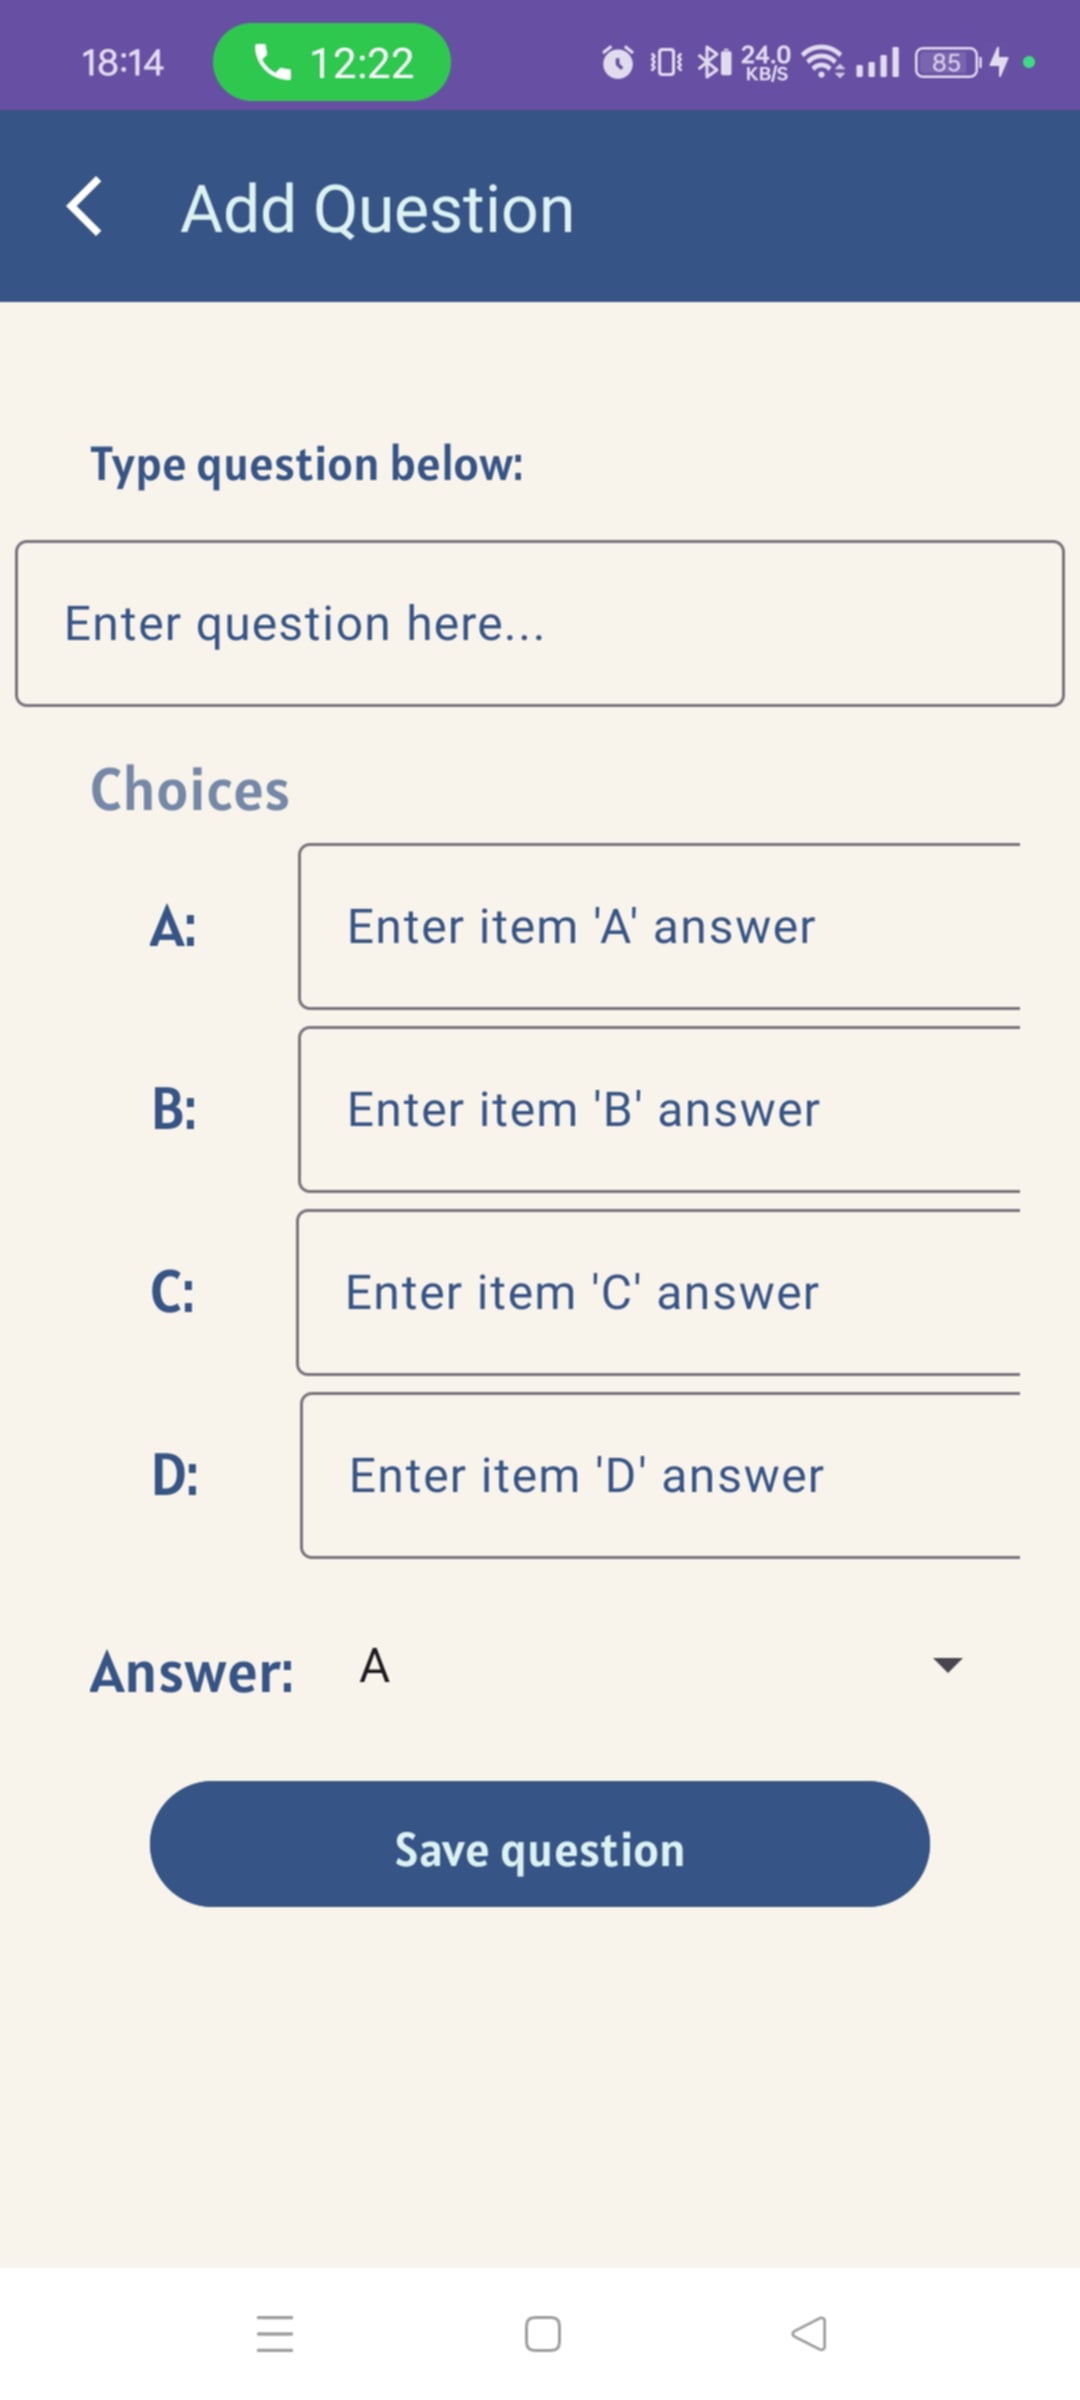 18:14 12:22 24.0 KB/S 85
Add Question
Type question below:
Enter question here...
Choices
A: Enter item 'A' answer
B: Enter item 'B' answer
C: Enter item 'C' answer
D: Enter item 'D' answer
Answer: A
Save question